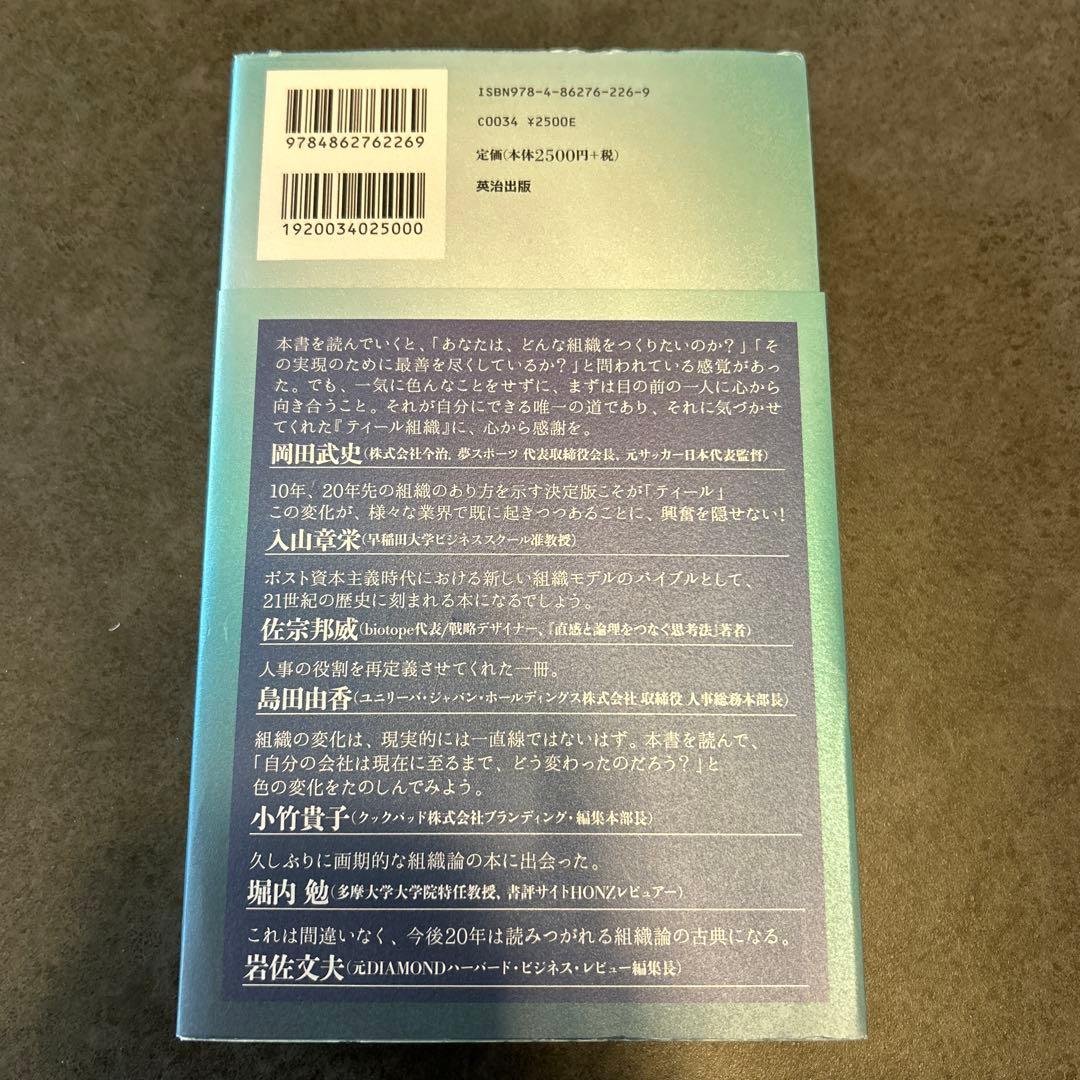 ISBN978-4-86276-226-9
9784862762269
C0034 ¥2500E
定価(本体2500円+税)
英治出版
1920034025000
本書を読んでいくと、「あなたは、どんな組織をつくりたいのか?」「そ
の実現のために最善を尽くしているか?」と問われている感覚があっ
た。でも、一気に色んなことをせずに、まずは目の前の一人に心から
向き合うこと。それが自分にできる唯一の道であり、それに気づかせ
てくれた『ティール組織』に、心から感謝を。
岡田武史(株式会社今治. 夢スポーツ 代表取締役会長、元サッカー日本代表監督)
10年、20年先の組織のあり方を示す決定版こそが「ティール」
この変化が、様々な業界で既に起きつつあることに、興奮を隠せない!
入山章栄(早稲田大学ビジネススクール准教授)
ポスト資本主義時代における新しい組織モデルのバイブルとして、
21世紀の歴史に刻まれる本になるでしょう。
佐宗邦威(biotope代表/戦略デザイナー、『直感と論理をつなぐ思考法』著者)
人事の役割を再定義させてくれた一冊。
島田由香(ユニリーバ・ジャパン・ホールディングス株式会社 取締役 人事総務本部長)
組織の変化は、現実的には一直線ではないはず。本書を読んで、
「自分の会社は現在に至るまで、どう変わったのだろう?」と
色の変化をたのしんでみよう。
小竹貴子(クックパッド株式会社ブランディング・編集本部長)
久しぶりに画期的な組織論の本に出会った。
堀内 勉(多摩大学大学院特任教授、書評サイトHONZレビュアー)
これは間違いなく、今後20年は読みつがれる組織論の古典になる。
岩佐文夫(元DIAMONDハーバード・ビジネス・レビュー編集長)